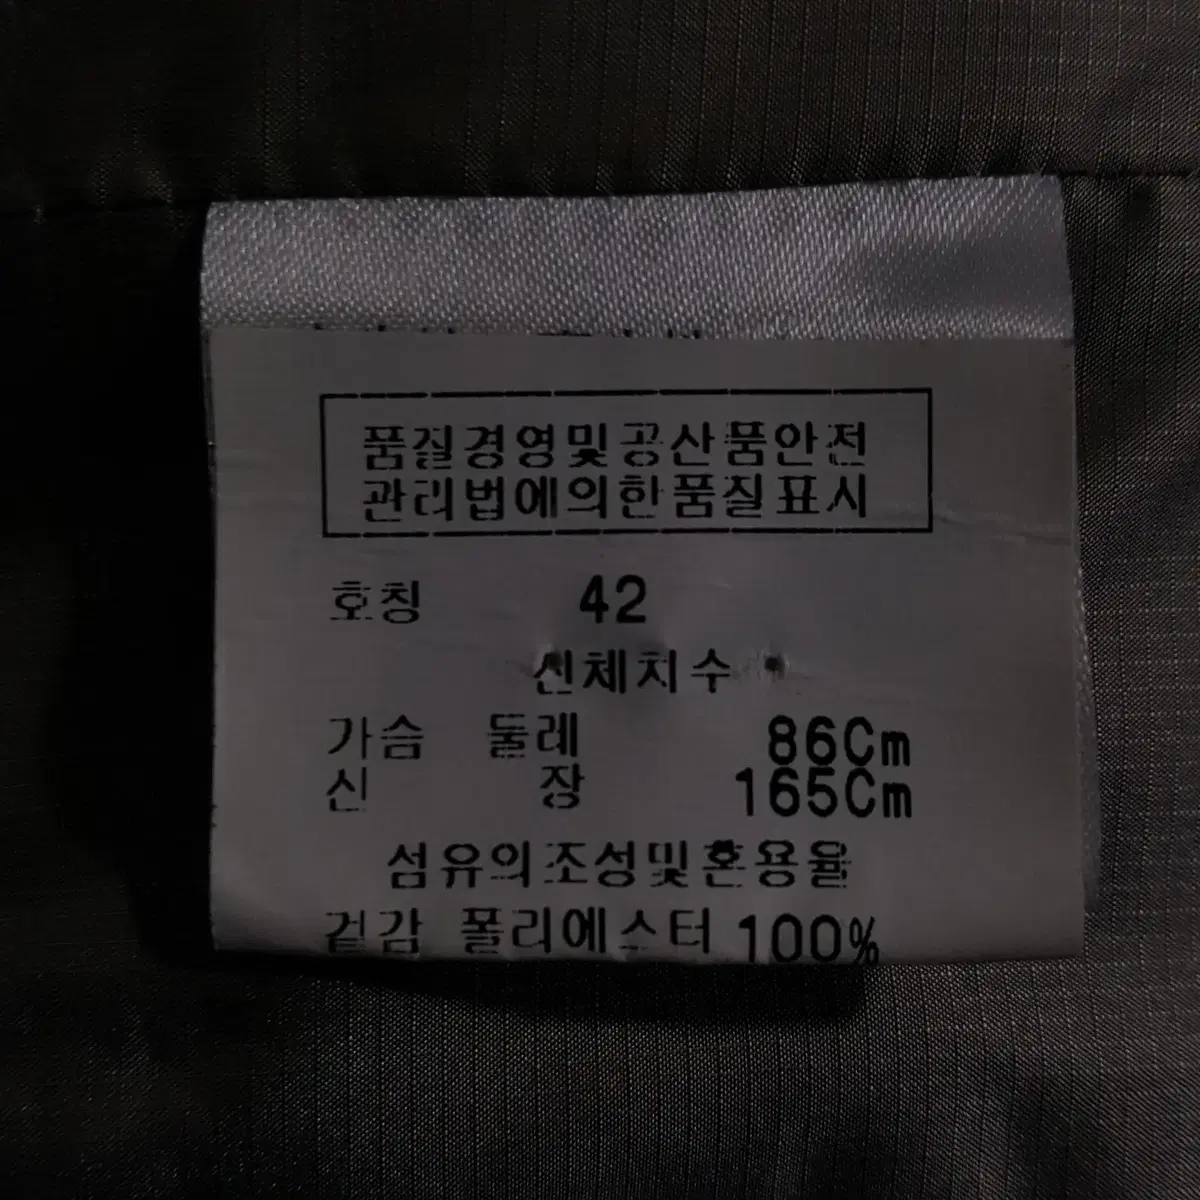 품질경영및공산품안전
관리법에의한품질표시
호칭 42
신체치수
가슴 둘레 86Cm
신 장 165Cm
섬유의조성및혼용율
겉감 폴리에스터 100%